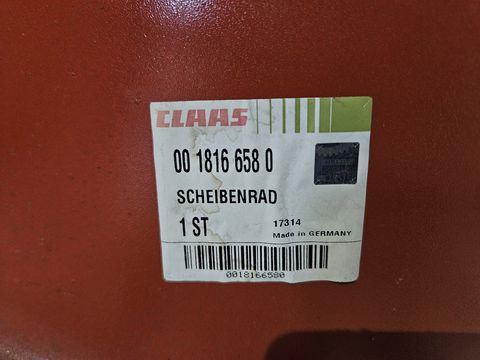 CLAAS
00 1816 658 0
SCHEIBENRAD
1 ST
17314
Made in GERMANY
0018166580